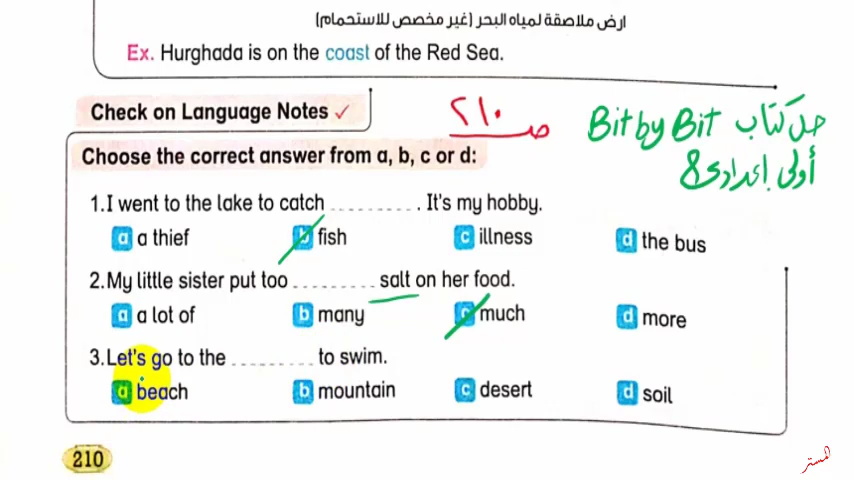 ارض ملاصقة لمياه البحر (غير مخصص للاستحمام)
Ex. Hurghada is on the coast of the Red Sea.
Check on Language Notes ✓
ص ٢١٠
حل كتاب Bit by Bit
أولى إعدادى &
Choose the correct answer from a, b, c or d:
1. I went to the lake to catch _ _ _ _ _ _ _ _ _ . It's my hobby.
a a thief b fish c illness d the bus
2. My little sister put too _ _ _ _ _ _ _ _ _ salt on her food.
a a lot of b many c much d more
3. Let's go to the _ _ _ _ _ _ _ _ _ to swim.
a beach b mountain c desert d soil
210
المستر